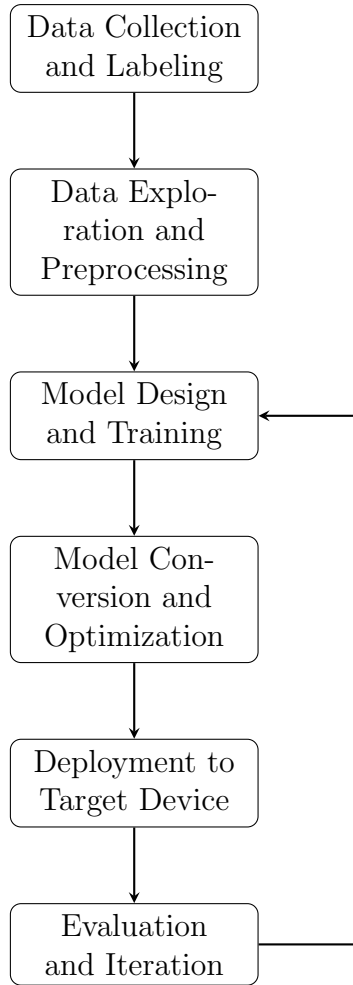 Data Collection
and Labeling
Data Explo-
ration and
Preprocessing
Model Design
and Training
Model Con-
version and
Optimization
Deployment to
Target Device
Evaluation
and Iteration